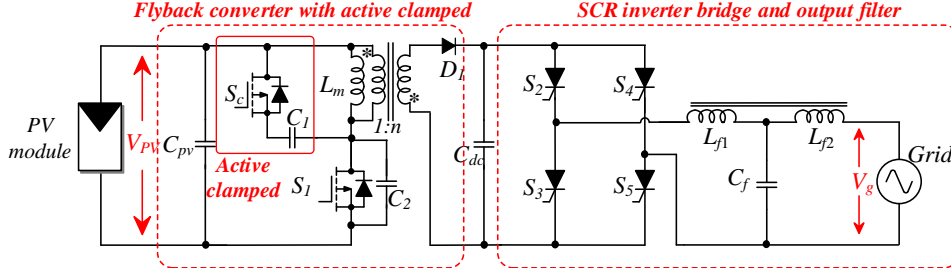 Flyback converter with active clamped
SCR inverter bridge and output filter
PV
module
V_PV
C_pv
S_c
C_1
Active
clamped
L_m
1:n
*
*
S_1
C_2
D_1
C_dc
S_2
S_4
S_3
S_5
L_f1
L_f2
C_f
V_g
Grid